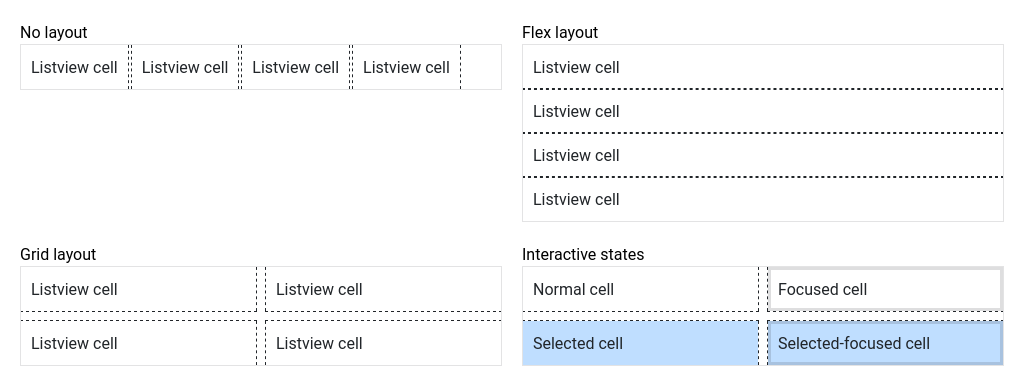 No layout
Listview cell Listview cell Listview cell Listview cell
Flex layout
Listview cell
Listview cell
Listview cell
Listview cell
Grid layout
Listview cell Listview cell
Listview cell Listview cell
Interactive states
Normal cell Focused cell
Selected cell Selected-focused cell